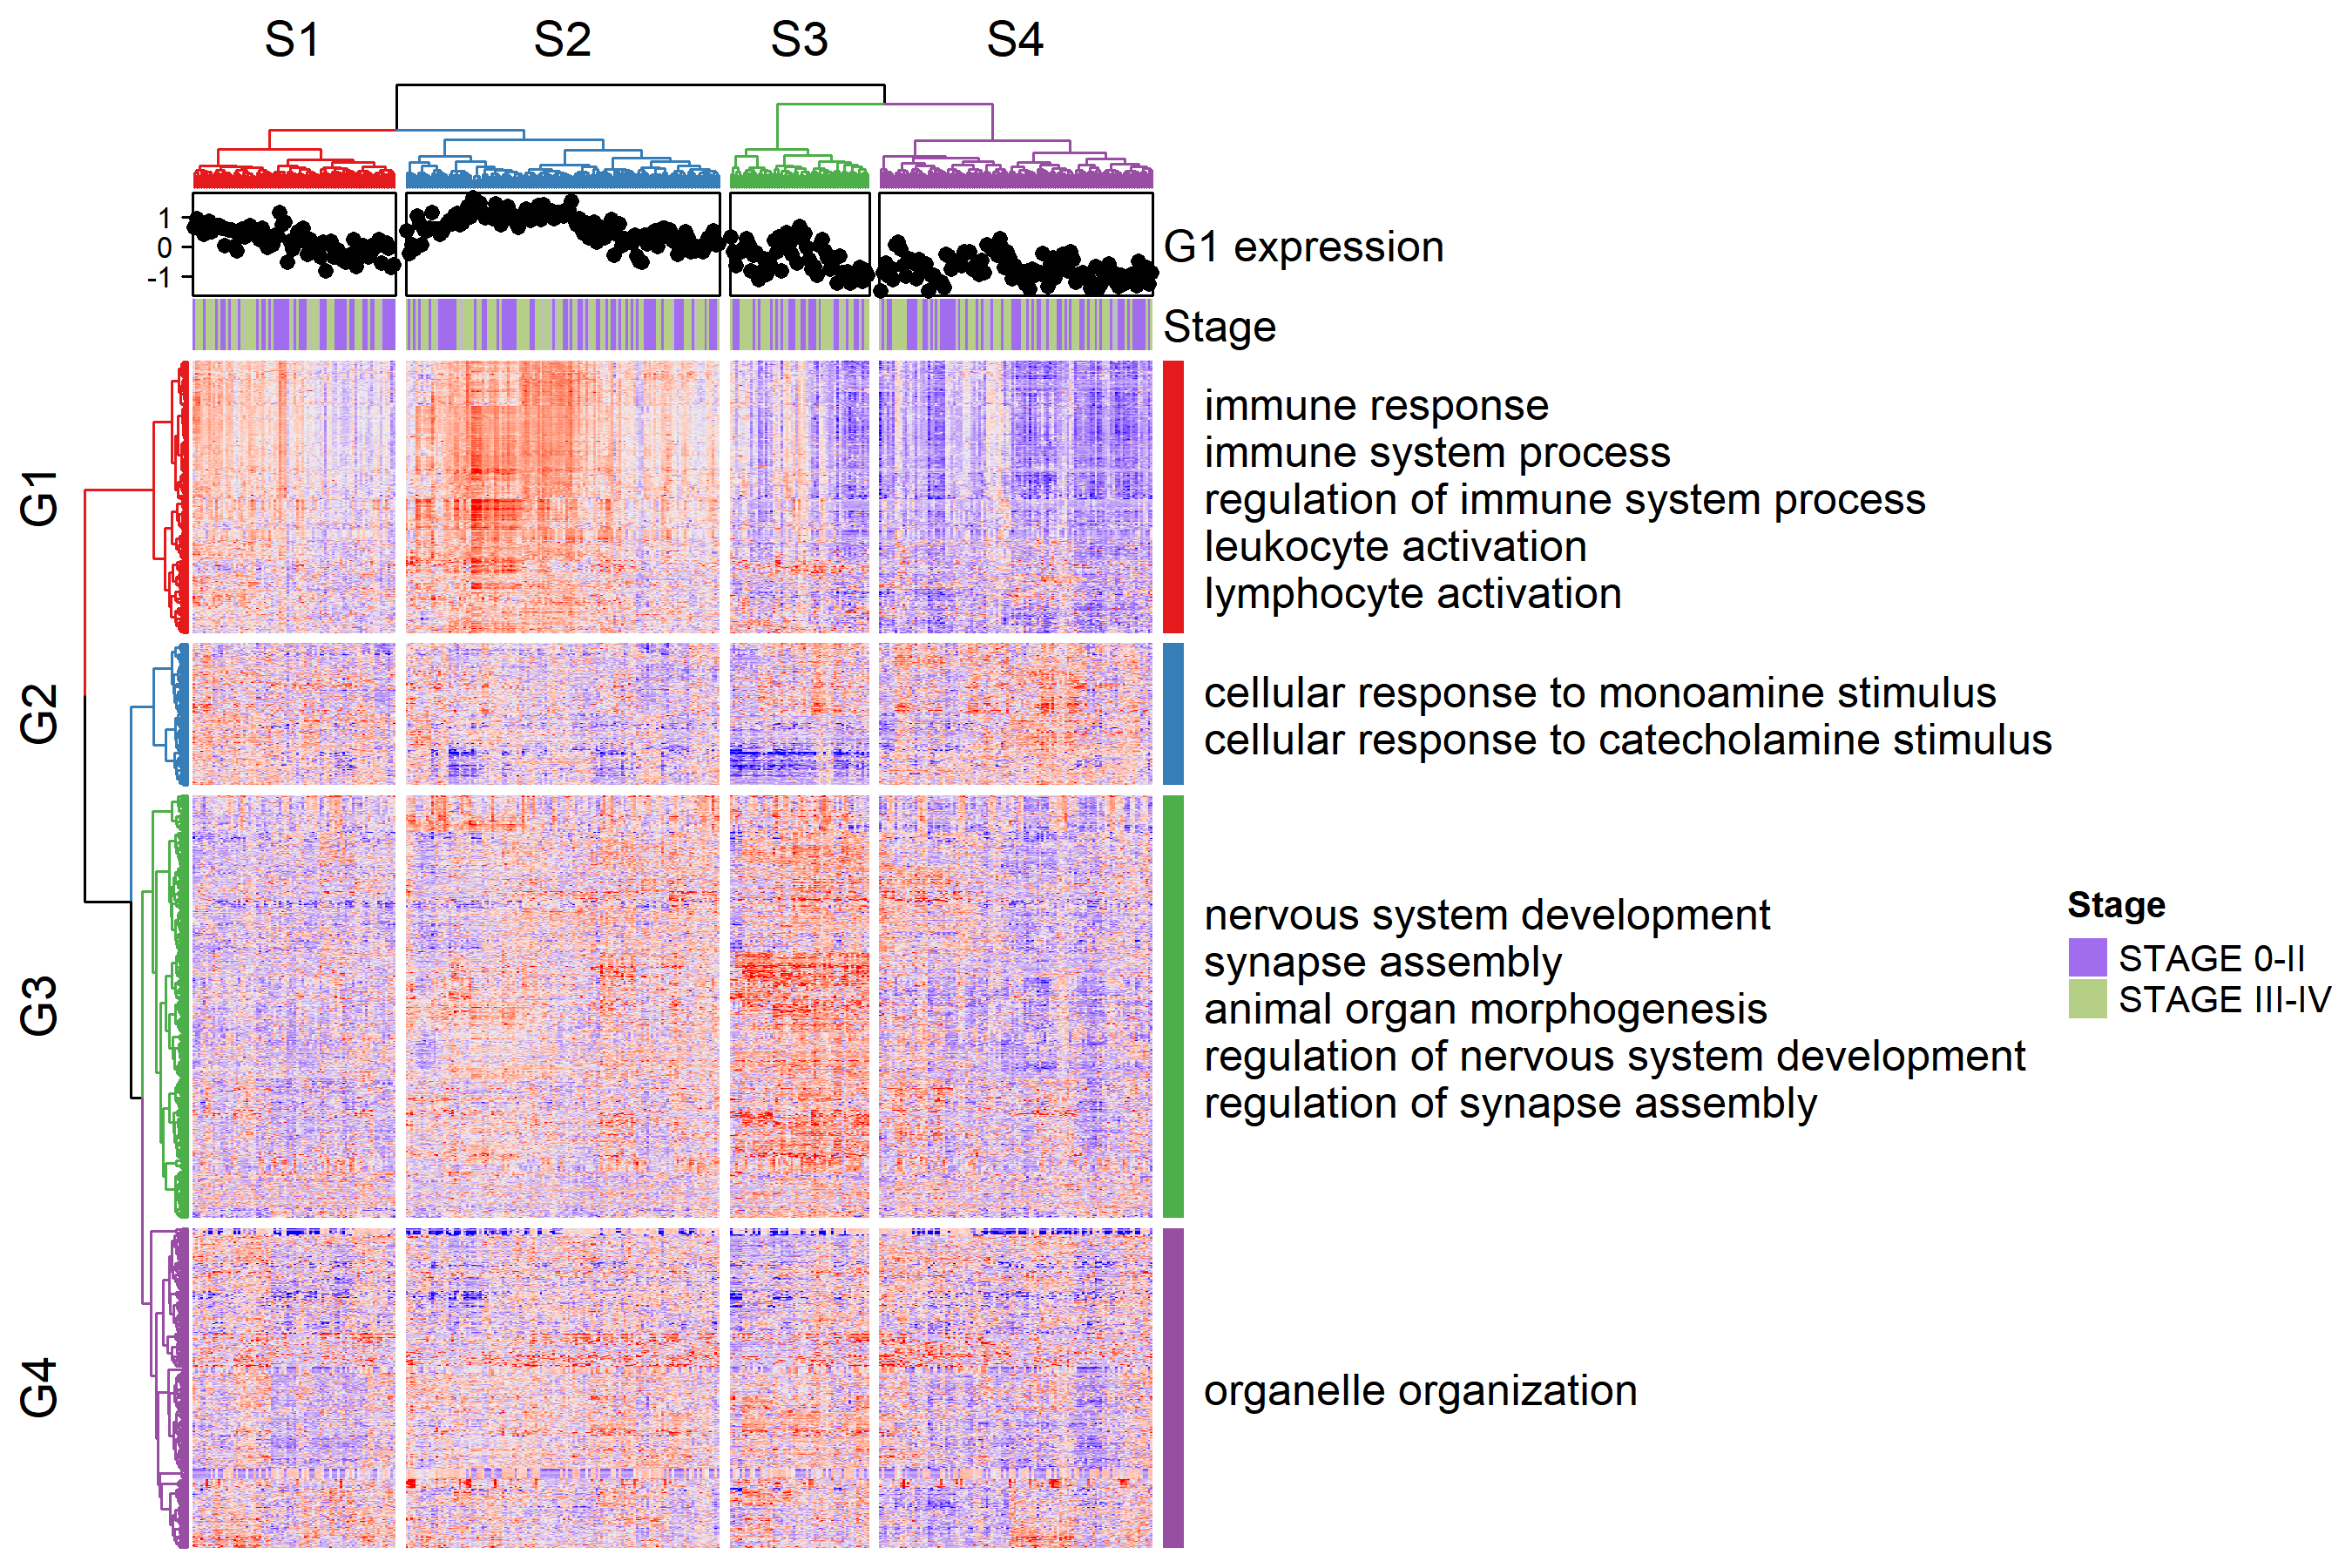 S1 S2 S3 S4
1
0
-1
G1 expression
Stage
G1
immune response
immune system process
regulation of immune system process
leukocyte activation
lymphocyte activation
G2
cellular response to monoamine stimulus
cellular response to catecholamine stimulus
G3
nervous system development
synapse assembly
animal organ morphogenesis
regulation of nervous system development
regulation of synapse assembly
Stage
STAGE 0-II
STAGE III-IV
G4
organelle organization